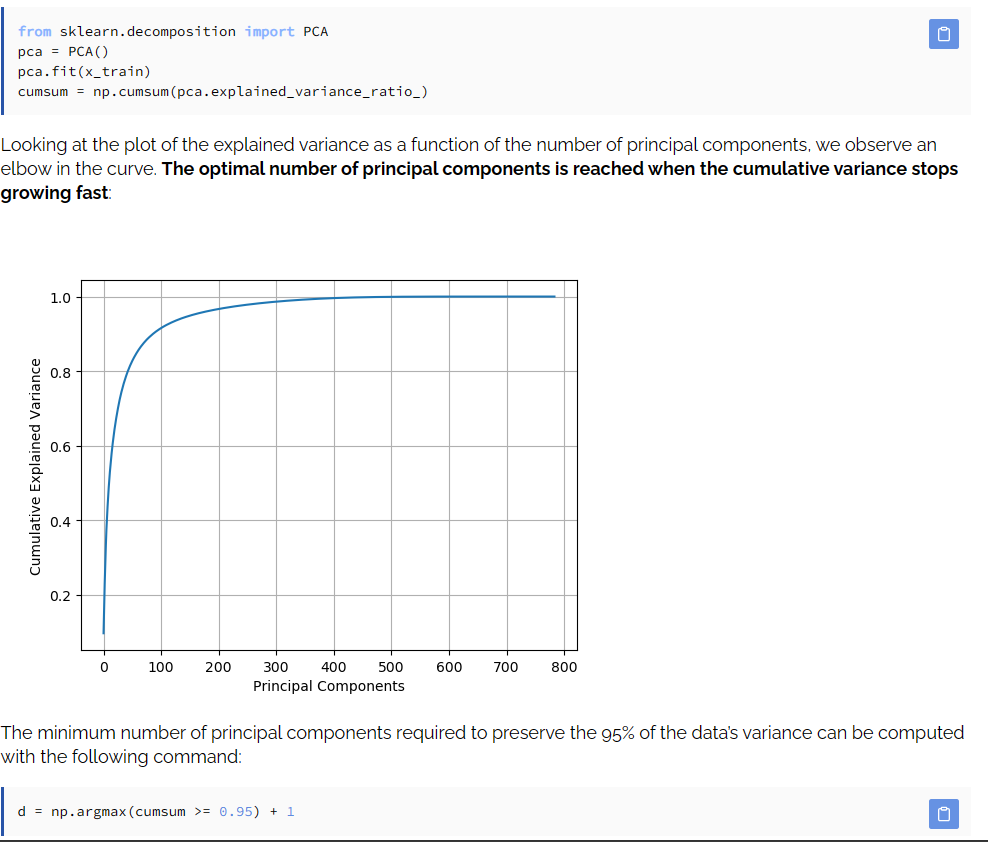 from sklearn.decomposition import PCA
pca = PCA()
pca.fit(x_train)
cumsum = np.cumsum(pca.explained_variance_ratio_)
Looking at the plot of the explained variance as a function of the number of principal components, we observe an
elbow in the curve. The optimal number of principal components is reached when the cumulative variance stops
growing fast:
1.0
0.8
0.6
0.4
0.2
Cumulative Explained Variance
0 100 200 300 400 500 600 700 800
Principal Components
The minimum number of principal components required to preserve the 95% of the data's variance can be computed
with the following command:
d = np.argmax(cumsum >= 0.95) + 1